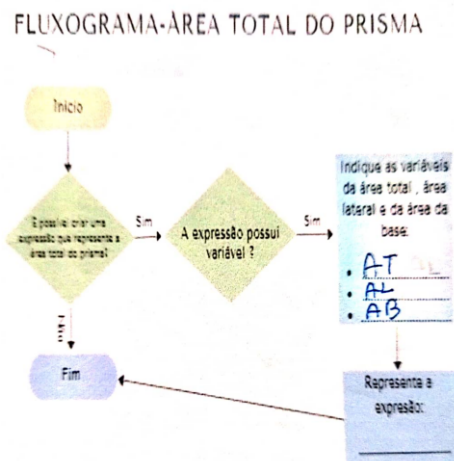 FLUXOGRAMA-ÁREA TOTAL DO PRISMA
Início
É possível criar uma
expressão que represente a
área total do prisma?
Sim
A expressão possui
variável ?
Sim
Indique as variáveis
da área total , área
lateral e da área da
base:
• AT
• AL
• AB
Não
Fim
Represente a
expresão: